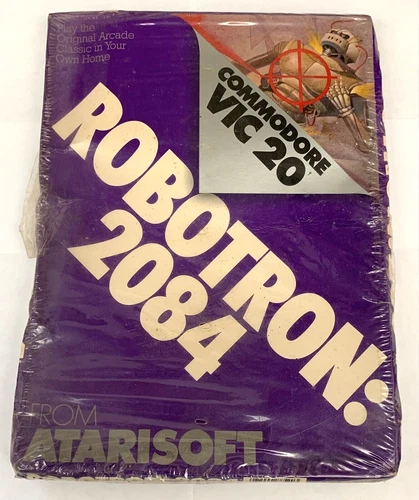 Play the
Original Arcade
Classic in Your
Own Home
COMMODORE
VIC 20
ROBOTRON:
2084
FROM
ATARISOFT